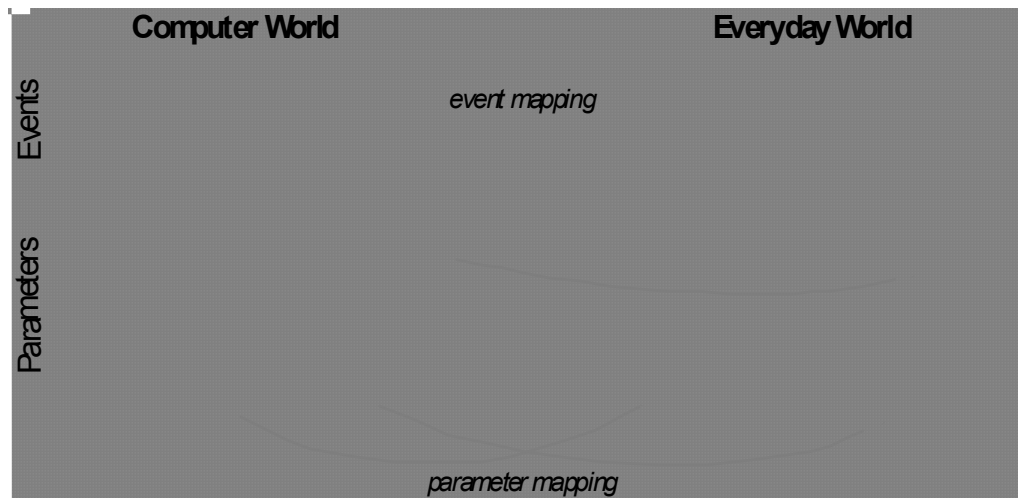 Computer World
Everyday World
Events
event mapping
Parameters
parameter mapping